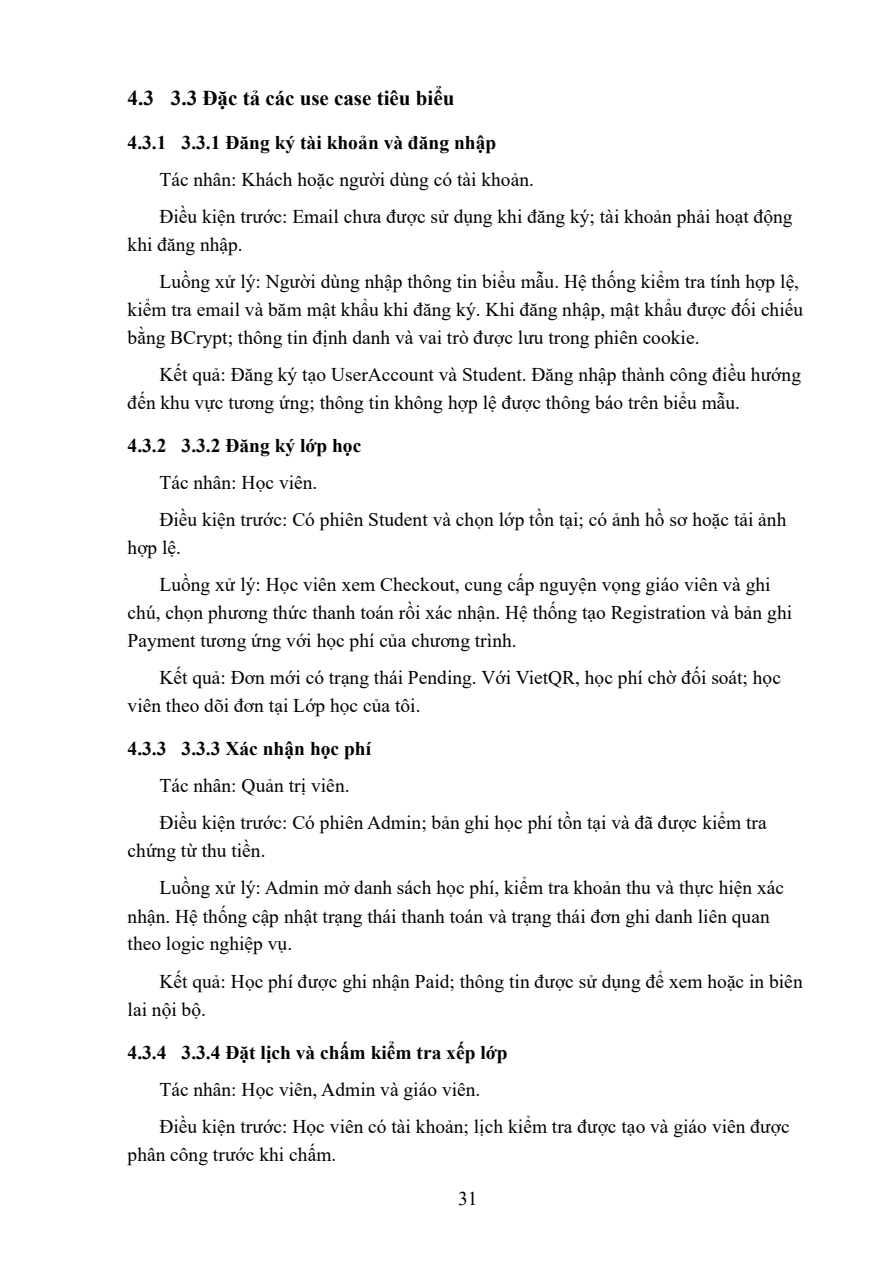 4.3 3.3 Đặc tả các use case tiêu biểu
4.3.1 3.3.1 Đăng ký tài khoản và đăng nhập
Tác nhân: Khách hoặc người dùng có tài khoản.
Điều kiện trước: Email chưa được sử dụng khi đăng ký; tài khoản phải hoạt động
khi đăng nhập.
Luồng xử lý: Người dùng nhập thông tin biểu mẫu. Hệ thống kiểm tra tính hợp lệ,
kiểm tra email và băm mật khẩu khi đăng ký. Khi đăng nhập, mật khẩu được đối chiếu
bằng BCrypt; thông tin định danh và vai trò được lưu trong phiên cookie.
Kết quả: Đăng ký tạo UserAccount và Student. Đăng nhập thành công điều hướng
đến khu vực tương ứng; thông tin không hợp lệ được thông báo trên biểu mẫu.
4.3.2 3.3.2 Đăng ký lớp học
Tác nhân: Học viên.
Điều kiện trước: Có phiên Student và chọn lớp tồn tại; có ảnh hồ sơ hoặc tải ảnh
hợp lệ.
Luồng xử lý: Học viên xem Checkout, cung cấp nguyện vọng giáo viên và ghi
chú, chọn phương thức thanh toán rồi xác nhận. Hệ thống tạo Registration và bản ghi
Payment tương ứng với học phí của chương trình.
Kết quả: Đơn mới có trạng thái Pending. Với VietQR, học phí chờ đối soát; học
viên theo dõi đơn tại Lớp học của tôi.
4.3.3 3.3.3 Xác nhận học phí
Tác nhân: Quản trị viên.
Điều kiện trước: Có phiên Admin; bản ghi học phí tồn tại và đã được kiểm tra
chứng từ thu tiền.
Luồng xử lý: Admin mở danh sách học phí, kiểm tra khoản thu và thực hiện xác
nhận. Hệ thống cập nhật trạng thái thanh toán và trạng thái đơn ghi danh liên quan
theo logic nghiệp vụ.
Kết quả: Học phí được ghi nhận Paid; thông tin được sử dụng để xem hoặc in biên
lai nội bộ.
4.3.4 3.3.4 Đặt lịch và chấm kiểm tra xếp lớp
Tác nhân: Học viên, Admin và giáo viên.
Điều kiện trước: Học viên có tài khoản; lịch kiểm tra được tạo và giáo viên được
phân công trước khi chấm.
31